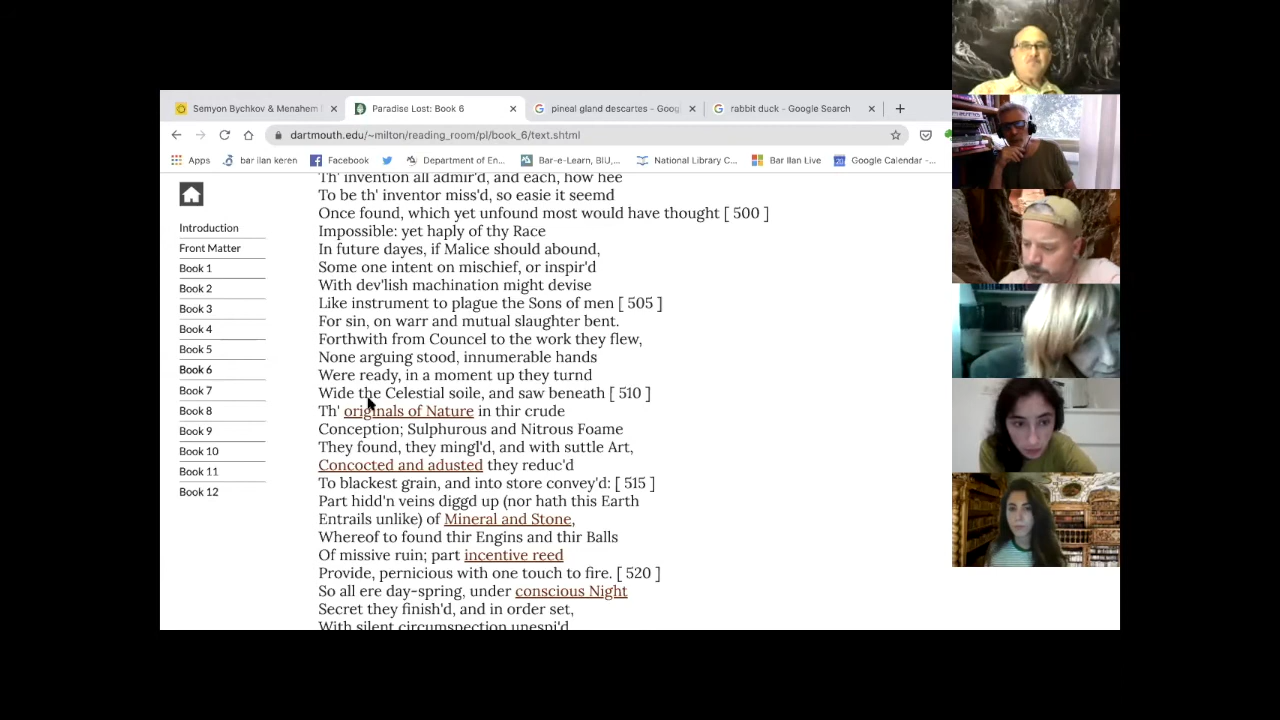 Semyon Bychkov & Menahem
Paradise Lost: Book 6
pineal gland descartes - Goog
rabbit duck - Google Search
dartmouth.edu/~milton/reading_room/pl/book_6/text.shtml
Apps
bar ilan keren
Facebook
Department of En...
Bar-e-Learn, BIU,...
National Library C...
Bar Ilan Live
Google Calendar -...
Introduction
Front Matter
Book 1
Book 2
Book 3
Book 4
Book 5
Book 6
Book 7
Book 8
Book 9
Book 10
Book 11
Book 12
Th' invention all admir'd, and each, how hee
To be th' inventor miss'd, so easie it seemd
Once found, which yet unfound most would have thought [ 500 ]
Impossible: yet haply of thy Race
In future dayes, if Malice should abound,
Some one intent on mischief, or inspir'd
With dev'lish machination might devise
Like instrument to plague the Sons of men [ 505 ]
For sin, on warr and mutual slaughter bent.
Forthwith from Councel to the work they flew,
None arguing stood, innumerable hands
Were ready, in a moment up they turnd
Wide the Celestial soile, and saw beneath [ 510 ]
Th' originals of Nature in thir crude
Conception; Sulphurous and Nitrous Foame
They found, they mingl'd, and with suttle Art,
Concocted and adusted they reduc'd
To blackest grain, and into store convey'd: [ 515 ]
Part hidd'n veins diggd up (nor hath this Earth
Entrails unlike) of Mineral and Stone,
Whereof to found thir Engins and thir Balls
Of missive ruin; part incentive reed
Provide, pernicious with one touch to fire. [ 520 ]
So all ere day-spring, under conscious Night
Secret they finish'd, and in order set,
With silent circumspection unespi'd